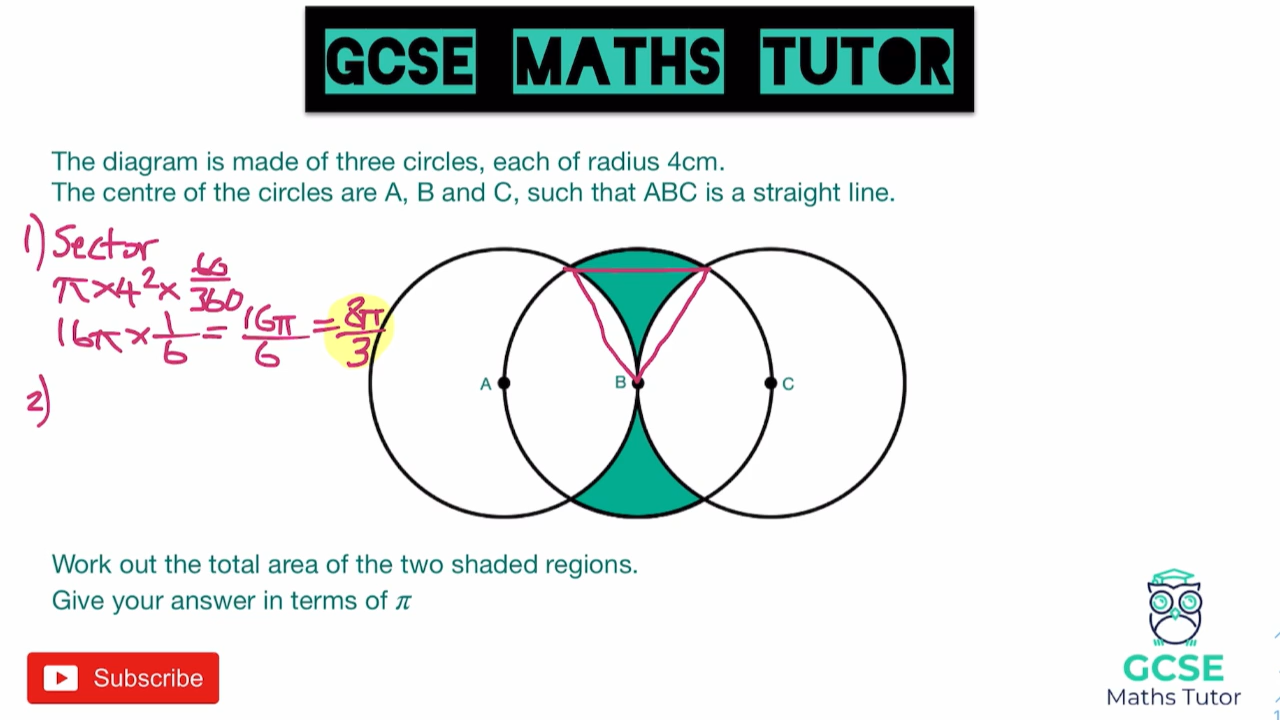 GCSE MATHS TUTOR
The diagram is made of three circles, each of radius 4cm.
The centre of the circles are A, B and C, such that ABC is a straight line.
1) Sector
π×4²× 60/360
16π × 1/6 = 16π/6 = 8π/3
2)
A B C
Work out the total area of the two shaded regions.
Give your answer in terms of π
Subscribe
GCSE
Maths Tutor